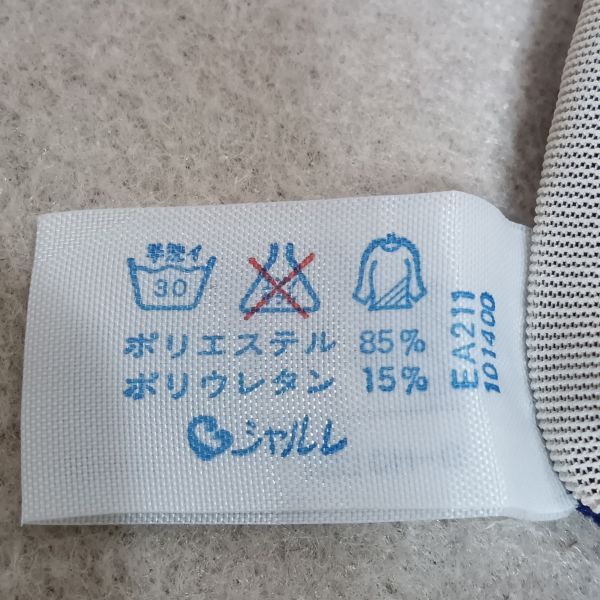 手洗イ
30
ポリエステル 85%
ポリウレタン 15%
シャルレ
EA211
101400